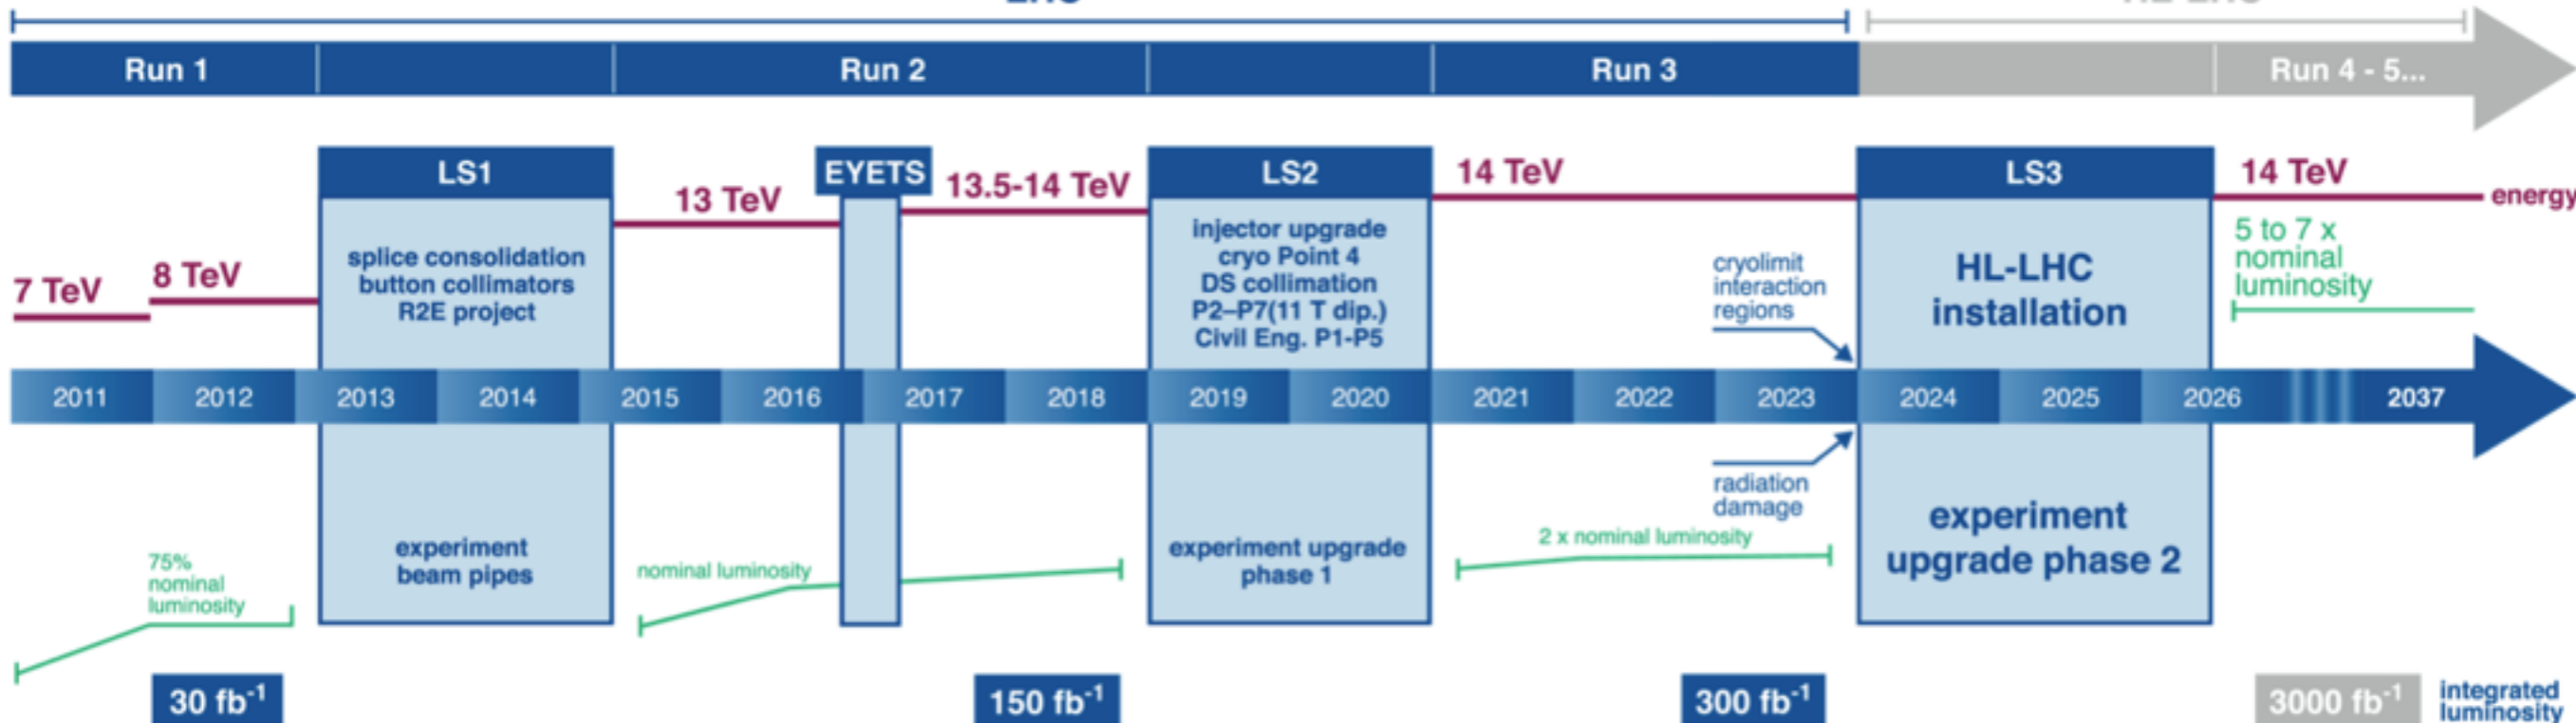 LHC
HL-LHC
Run 1
Run 2
Run 3
Run 4 - 5...
LS1
EYETS
LS2
LS3
7 TeV
8 TeV
13 TeV
13.5-14 TeV
14 TeV
14 TeV
energy
splice consolidation
button collimators
R2E project
injector upgrade
cryo Point 4
DS collimation
P2–P7(11 T dip.)
Civil Eng. P1-P5
cryolimit
interaction
regions
HL-LHC
installation
5 to 7 x
nominal
luminosity
2011 2012 2013 2014 2015 2016 2017 2018 2019 2020 2021 2022 2023 2024 2025 2026 2037
75%
nominal
luminosity
experiment
beam pipes
nominal luminosity
experiment upgrade
phase 1
2 x nominal luminosity
radiation
damage
experiment
upgrade phase 2
30 fb⁻¹
150 fb⁻¹
300 fb⁻¹
3000 fb⁻¹
integrated
luminosity